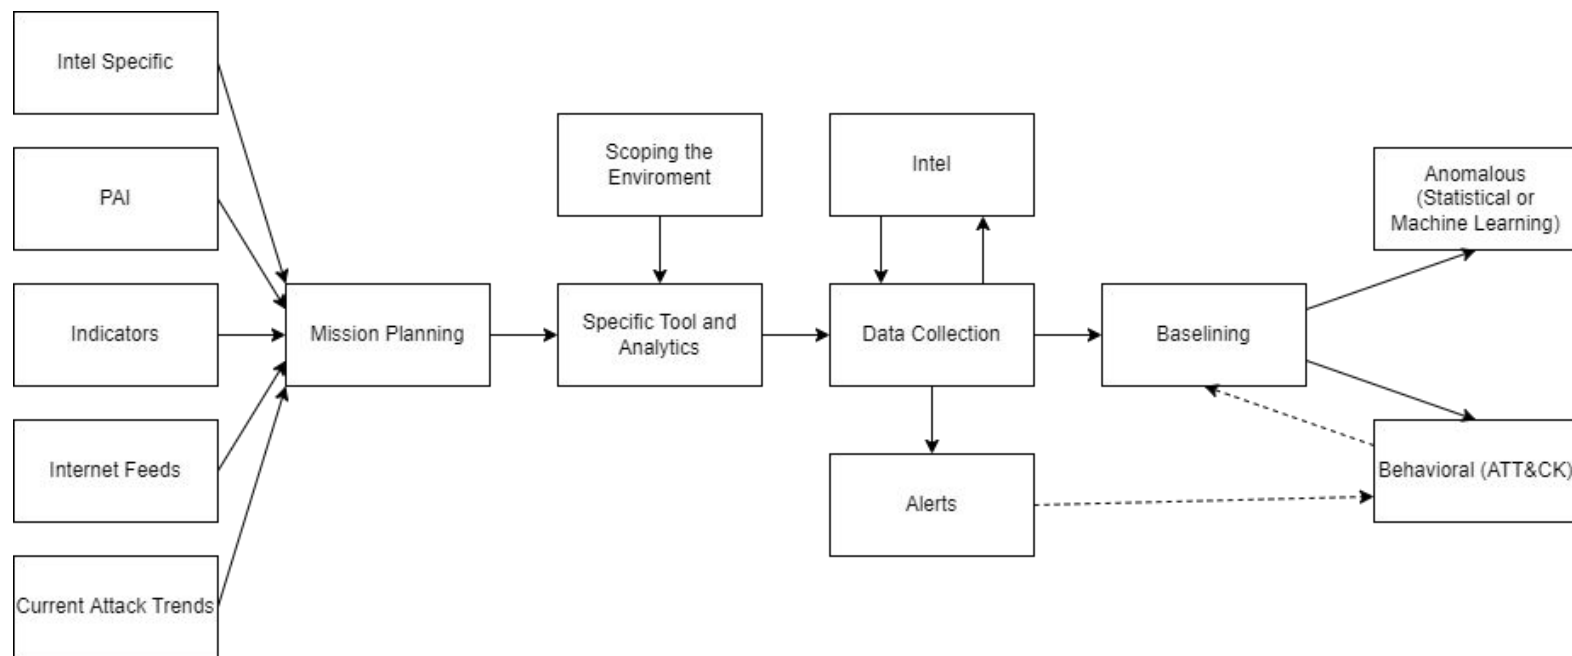 Intel Specific
PAI
Indicators
Internet Feeds
Current Attack Trends
Mission Planning
Scoping the
Enviroment
Specific Tool and
Analytics
Intel
Data Collection
Alerts
Baselining
Anomalous
(Statistical or
Machine Learning)
Behavioral (ATT&CK)